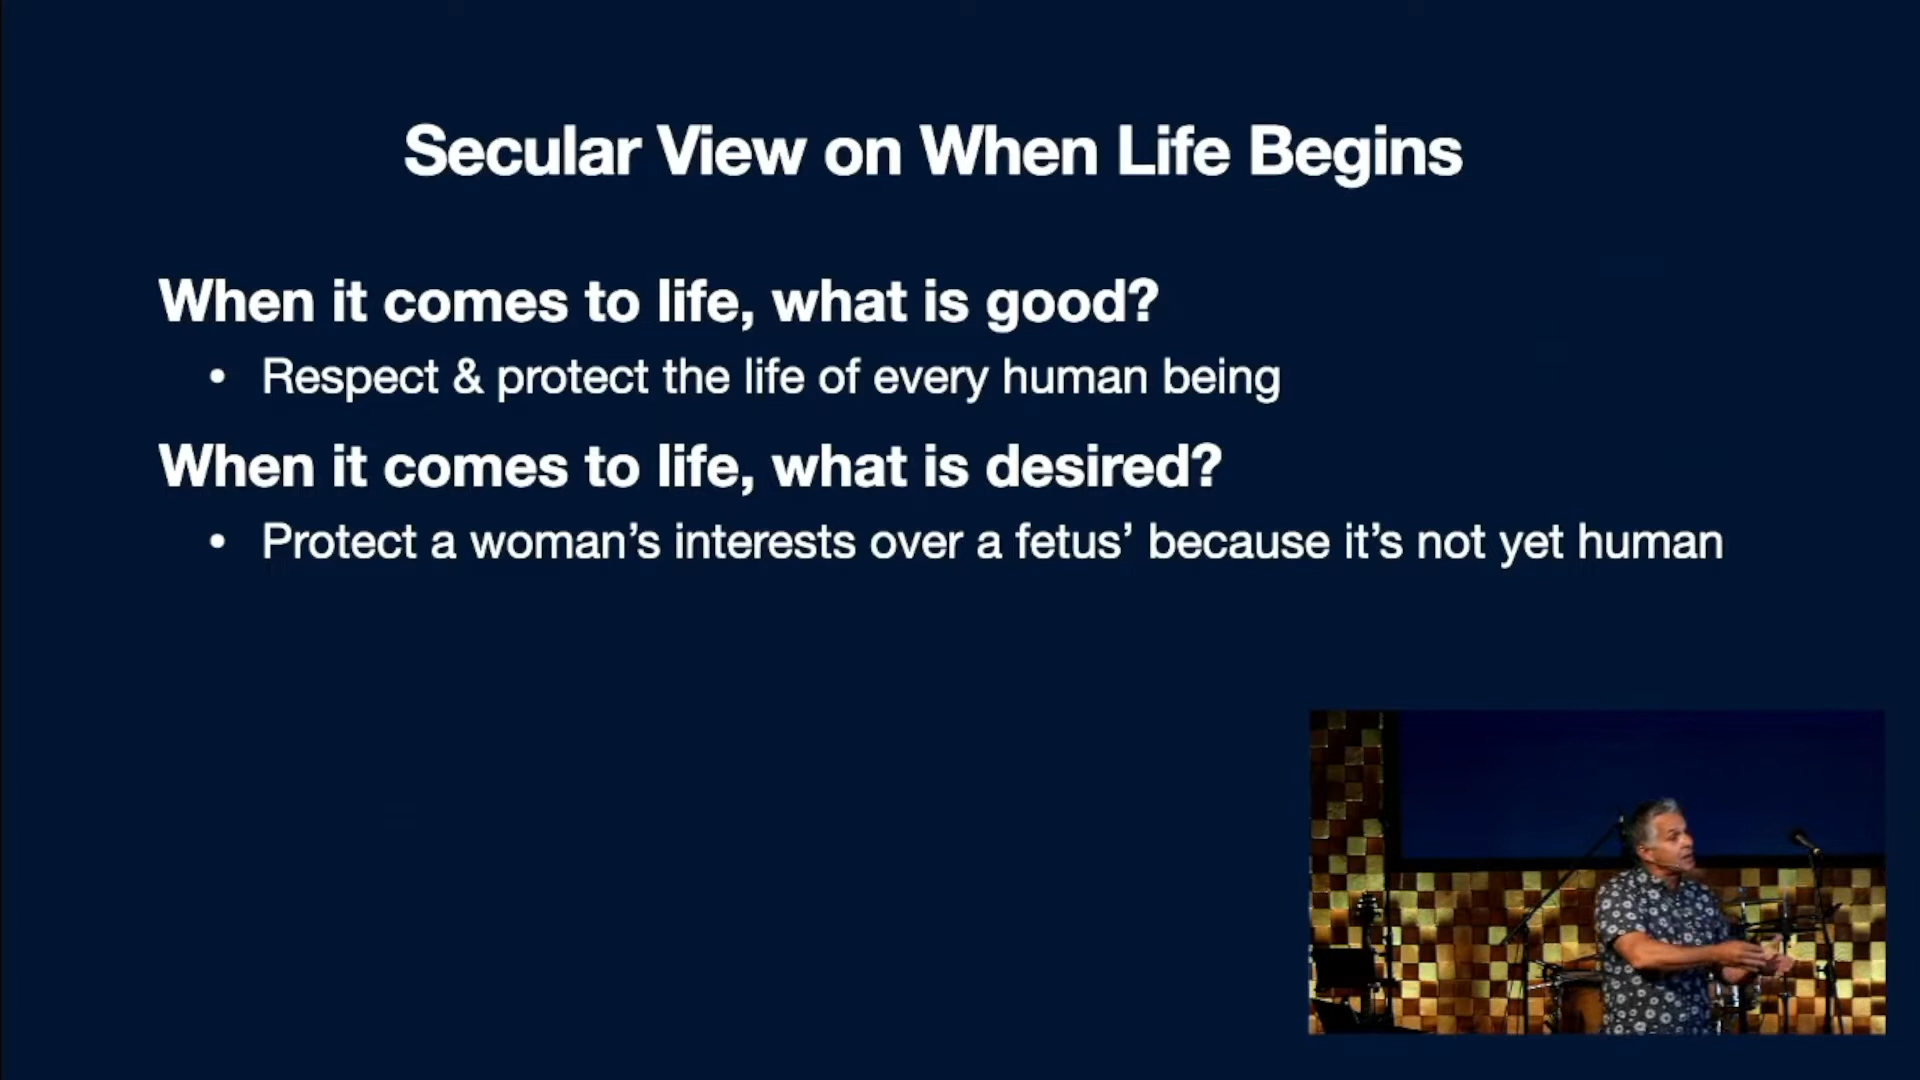 Secular View on When Life Begins
When it comes to life, what is good?
• Respect & protect the life of every human being
When it comes to life, what is desired?
• Protect a woman’s interests over a fetus’ because it’s not yet human